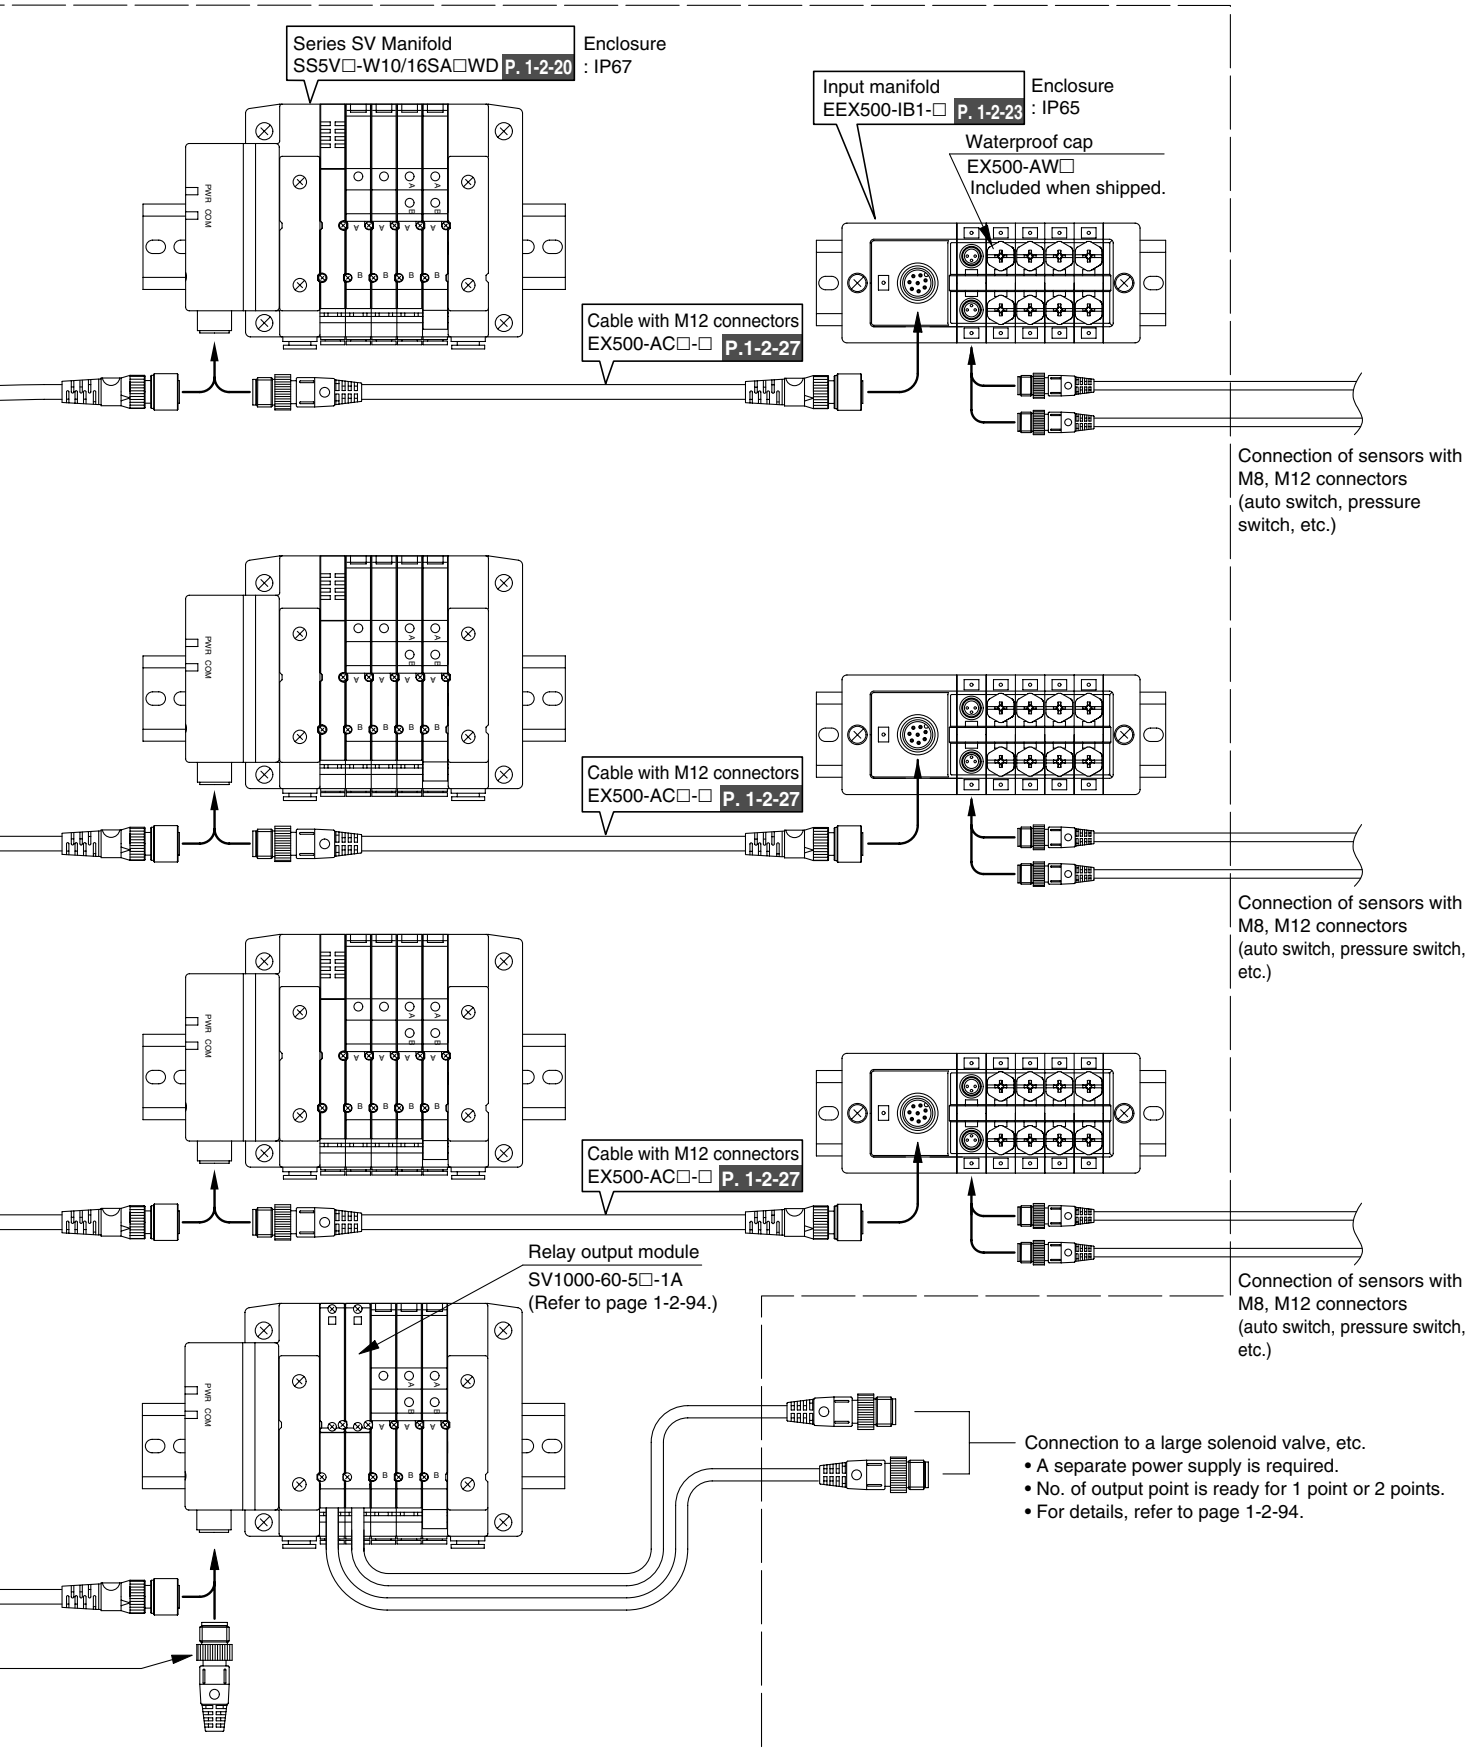 Series SV Manifold
SS5V□-W10/16SA□WD P. 1-2-20
Enclosure
: IP67
Input manifold
EEX500-IB1-□ P. 1-2-23
Enclosure
: IP65
Waterproof cap
EX500-AW□
Included when shipped.
PWR COM
A
A
B
B
A A A A
B B B B
Cable with M12 connectors
EX500-AC□-□ P.1-2-27
Connection of sensors with
M8, M12 connectors
(auto switch, pressure
switch, etc.)
PWR COM
A
A
B
B
A A A A
B B B B
Cable with M12 connectors
EX500-AC□-□ P. 1-2-27
Connection of sensors with
M8, M12 connectors
(auto switch, pressure switch,
etc.)
PWR COM
A
A
B
B
A A A A
B B B B
Cable with M12 connectors
EX500-AC□-□ P. 1-2-27
Connection of sensors with
M8, M12 connectors
(auto switch, pressure switch,
etc.)
Relay output module
SV1000-60-5□-1A
(Refer to page 1-2-94.)
PWR COM
A
A
B
B
A A A
B B B
Connection to a large solenoid valve, etc.
• A separate power supply is required.
• No. of output point is ready for 1 point or 2 points.
• For details, refer to page 1-2-94.